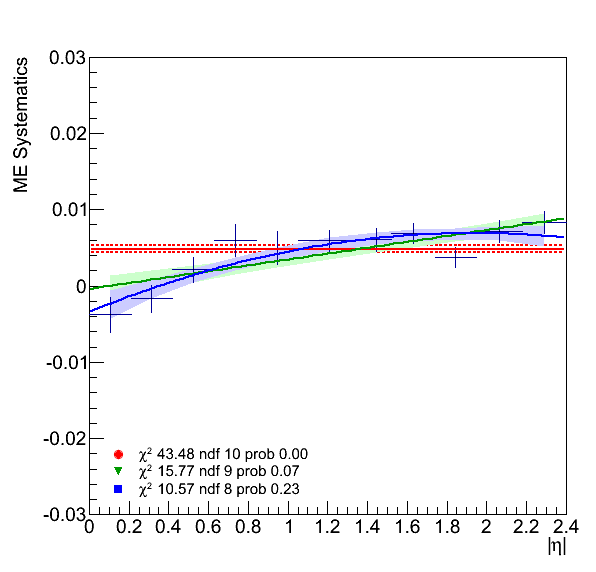 ME Systematics
0.03
0.02
0.01
0
-0.01
-0.02
-0.03
χ² 43.48 ndf 10 prob 0.00
χ² 15.77 ndf 9 prob 0.07
χ² 10.57 ndf 8 prob 0.23
0 0.2 0.4 0.6 0.8 1 1.2 1.4 1.6 1.8 2 2.2 2.4
|η|